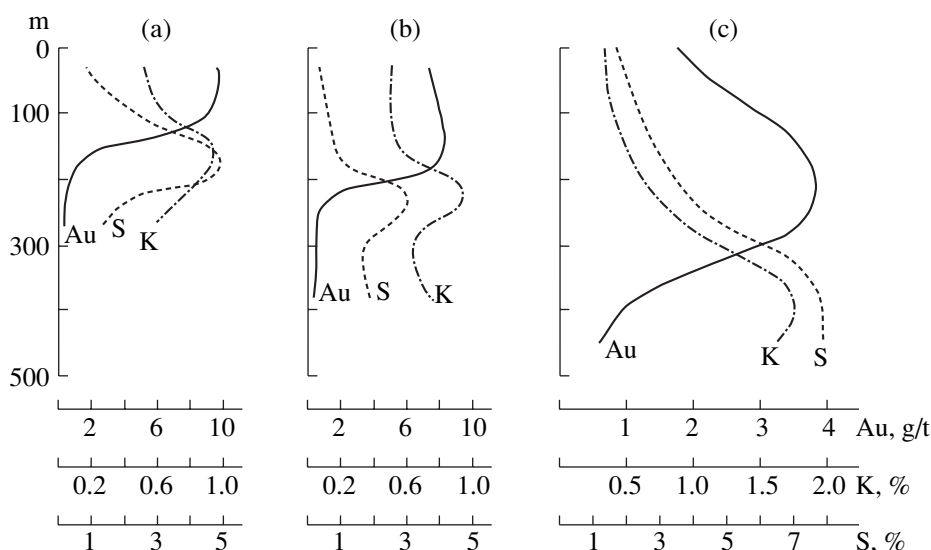 m
(a) (b) (c)
0
100
Au S K
300
Au S K
Au K S
500
2 6 10 2 6 10 1 2 3 4 Au, g/t
0.2 0.6 1.0 0.2 0.6 1.0 0.5 1.0 1.5 2.0 K, %
1 3 5 1 3 5 1 3 5 7 S, %